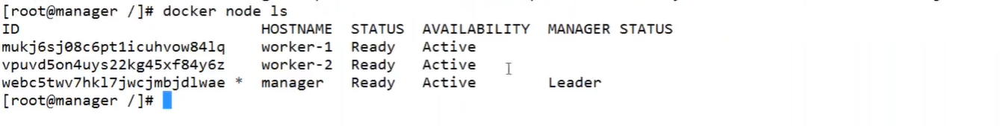 [root@manager /]# docker node ls
ID HOSTNAME STATUS AVAILABILITY MANAGER STATUS
mukj6sj08c6pt1icuhvow84lq worker-1 Ready Active
vpuvd5on4uys22kg45xf84y6z worker-2 Ready Active
webc5twv7hkl7jwcjmbjdlwae * manager Ready Active Leader
[root@manager /]#